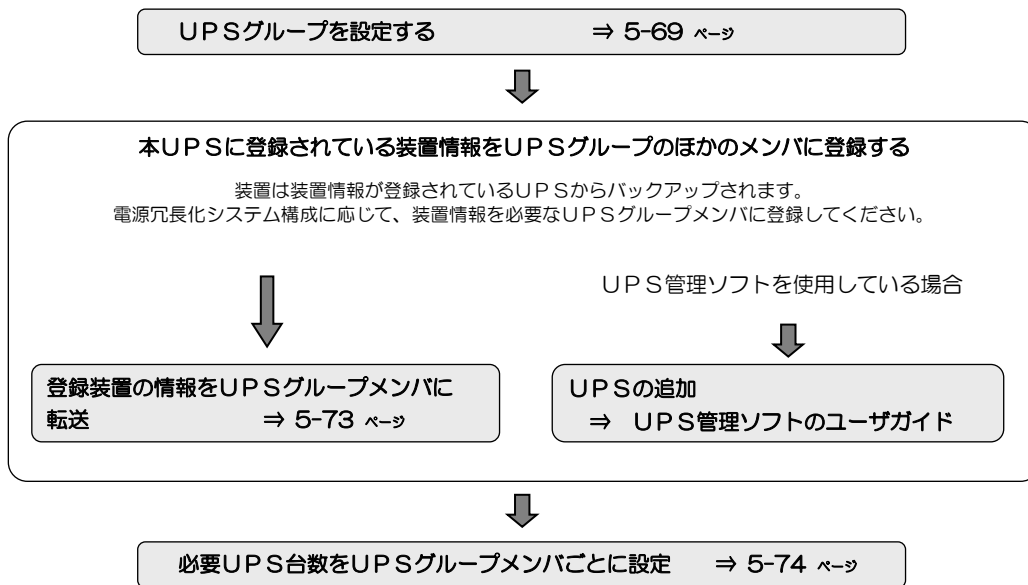 UPSグループを設定する ⇒ 5-69 ページ
本UPSに登録されている装置情報をUPSグループのほかのメンバに登録する
装置は装置情報が登録されているUPSからバックアップされます。
電源冗長化システム構成に応じて、装置情報を必要なUPSグループメンバに登録してください。
UPS管理ソフトを使用している場合
登録装置の情報をUPSグループメンバに
転送 ⇒ 5-73 ページ
UPSの追加
⇒ UPS管理ソフトのユーザガイド
必要UPS台数をUPSグループメンバごとに設定 ⇒ 5-74 ページ